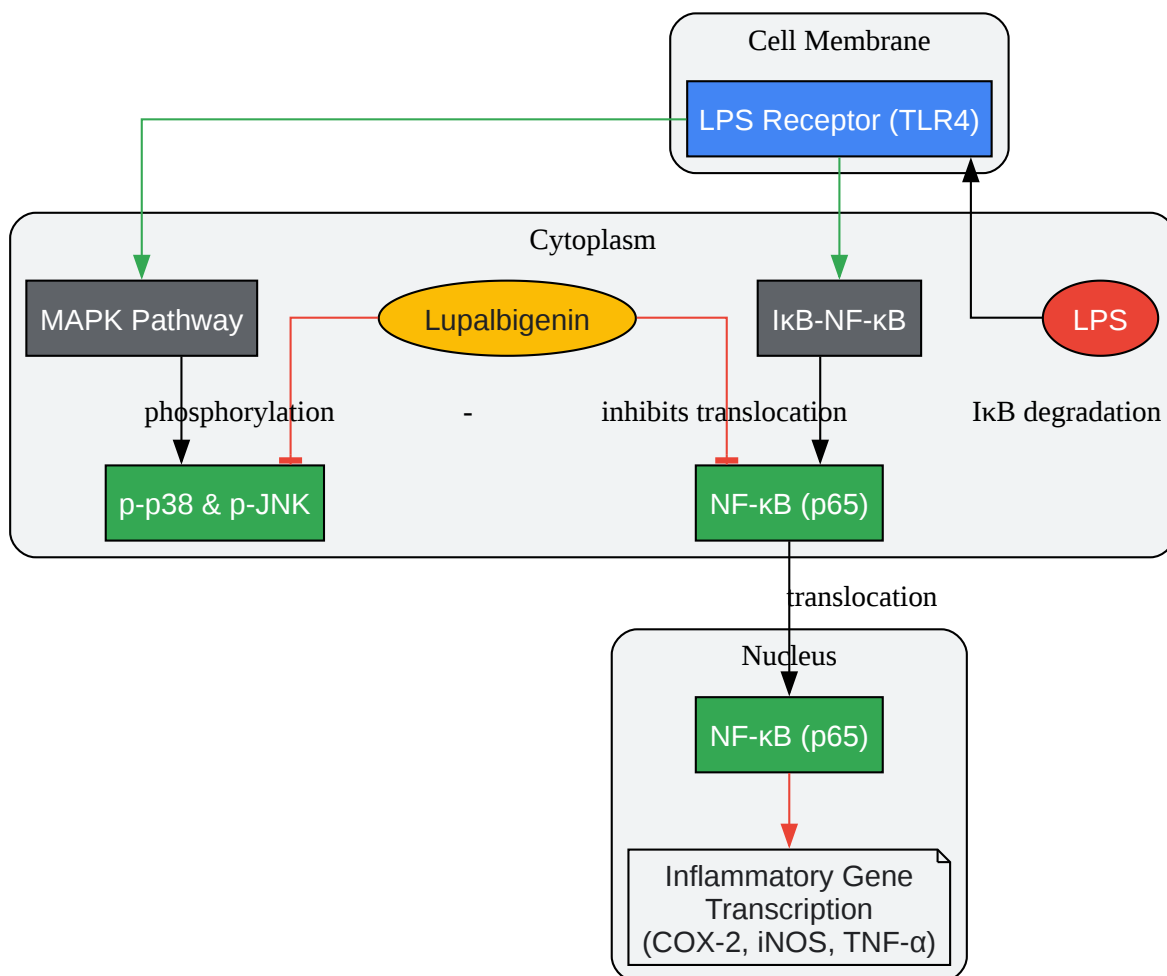 Cell Membrane
LPS Receptor (TLR4)
Cytoplasm
MAPK Pathway
Lupalbigenin
IκB-NF-κB
LPS
phosphorylation
-
inhibits translocation
IκB degradation
p-p38 & p-JNK
NF-κB (p65)
translocation
Nucleus
NF-κB (p65)
Inflammatory Gene
Transcription
(COX-2, iNOS, TNF-α)